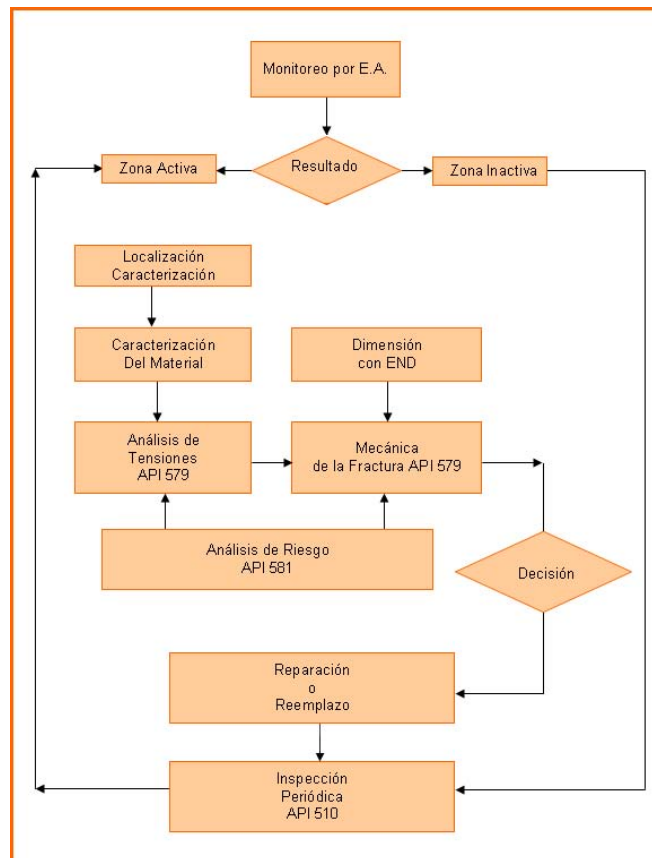 Monitoreo por E.A.
Resultado
Zona Activa
Zona Inactiva
Localización
Caracterización
Caracterización
Del Material
Dimensión
con END
Análisis de
Tensiones
API 579
Mecánica
de la Fractura API 579
Análisis de Riesgo
API 581
Decisión
Reparación
o
Reemplazo
Inspección
Periódica
API 510